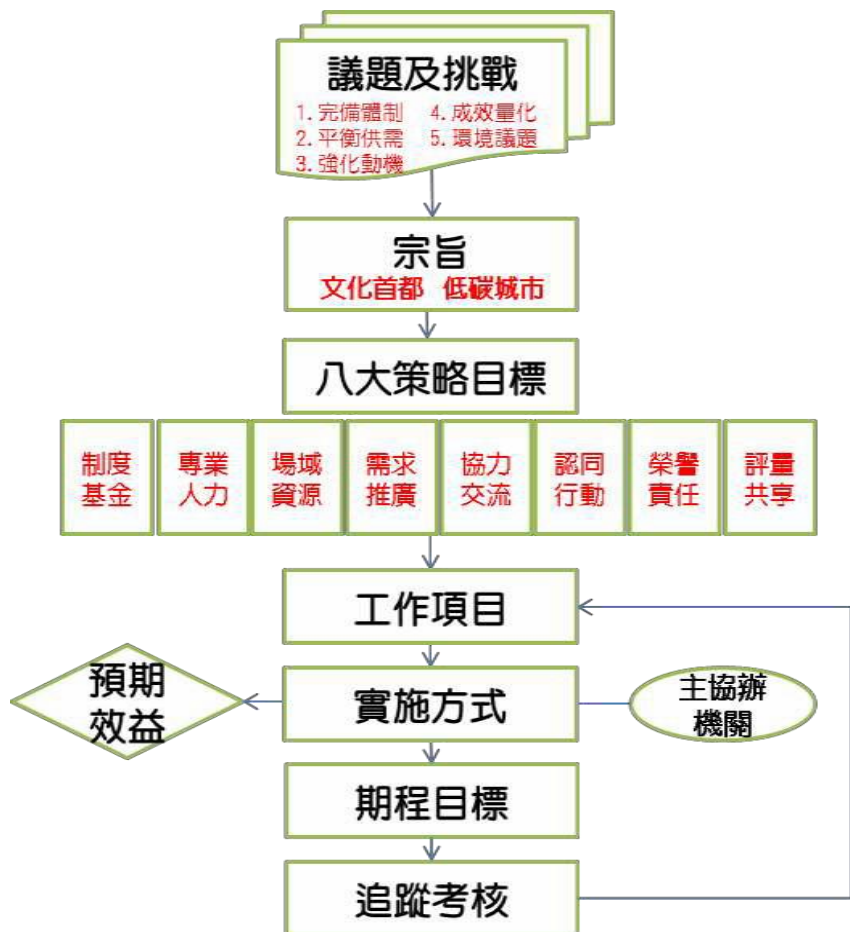 議題及挑戰
1. 完備體制 4. 成效量化
2. 平衡供需 5. 環境議題
3. 強化動機
宗旨
文化首都 低碳城市
八大策略目標
制度
基金
專業
人力
場域
資源
需求
推廣
協力
交流
認同
行動
榮譽
責任
評量
共享
工作項目
預期
效益
實施方式
主協辦
機關
期程目標
追蹤考核